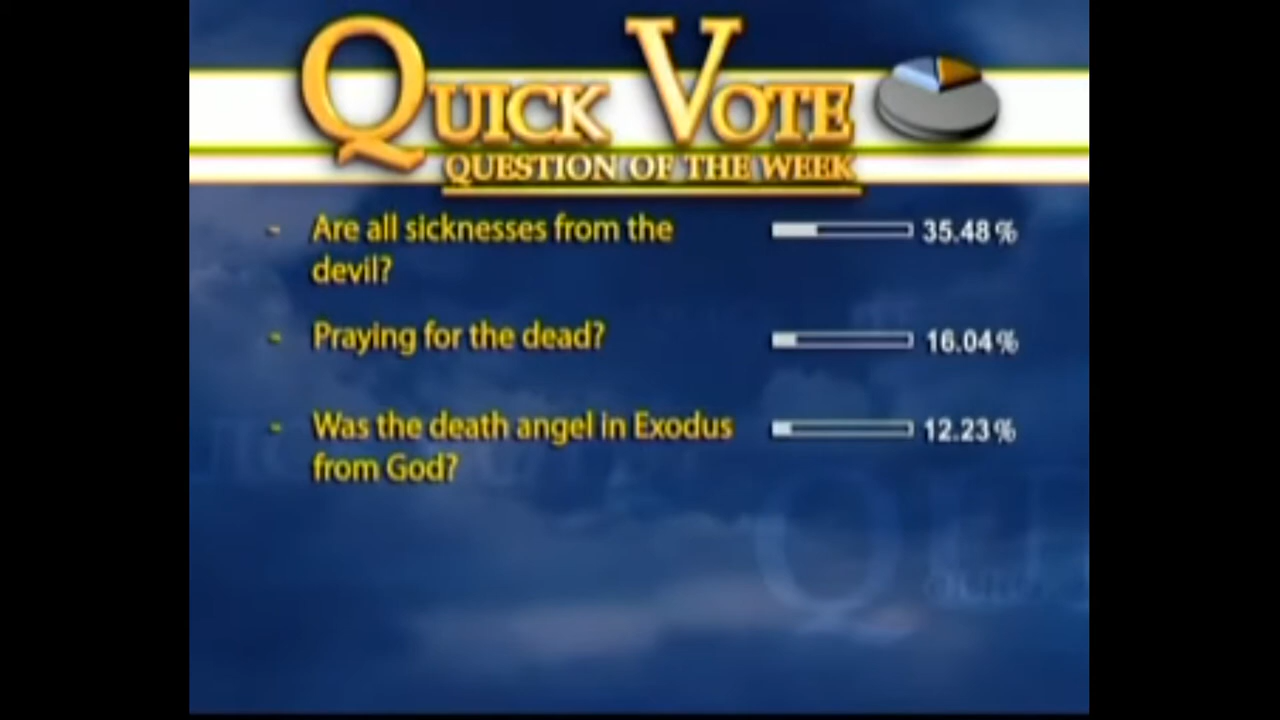 QUICK VOTE
QUESTION OF THE WEEK
- Are all sicknesses from the
devil?
35.48%
- Praying for the dead?
16.04%
- Was the death angel in Exodus
from God?
12.23%